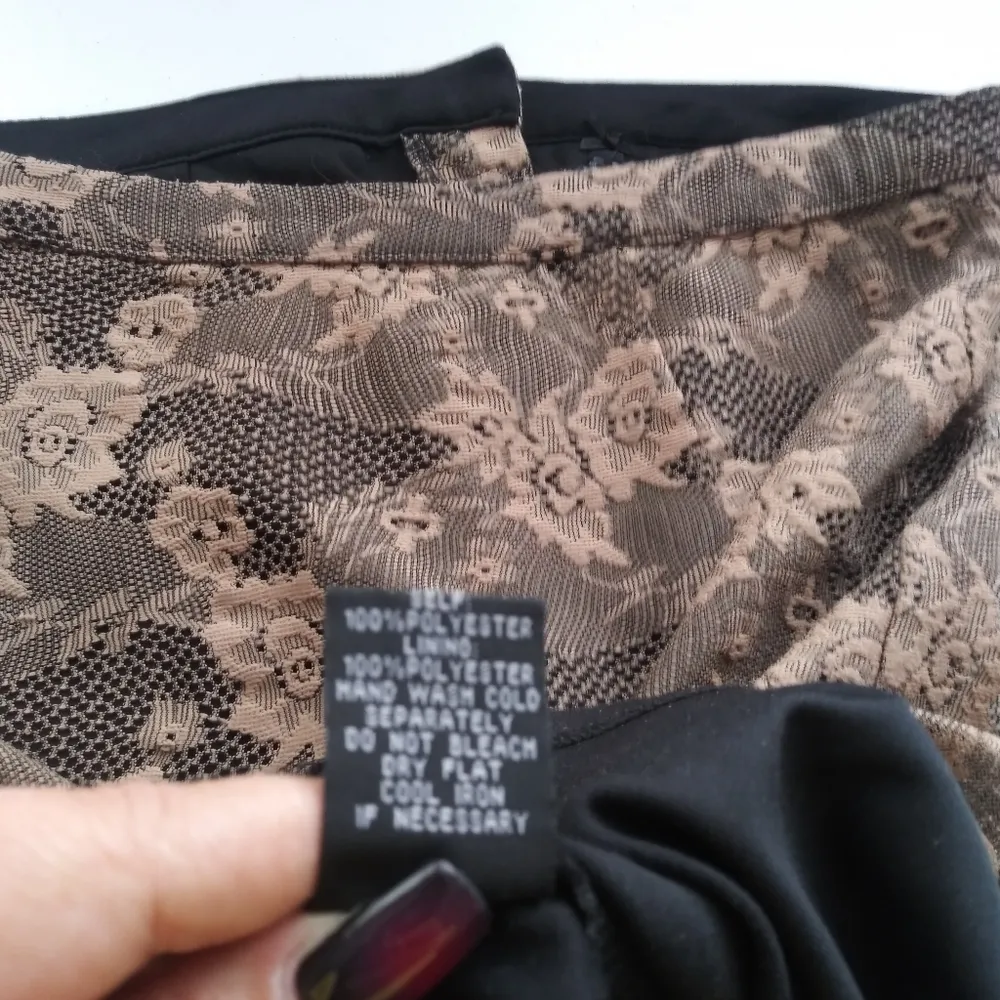 SELF:
100%POLYESTER
LINING:
100%POLYESTER
HAND WASH COLD
SEPARATELY
DO NOT BLEACH
DRY FLAT
COOL IRON
IF NECESSARY